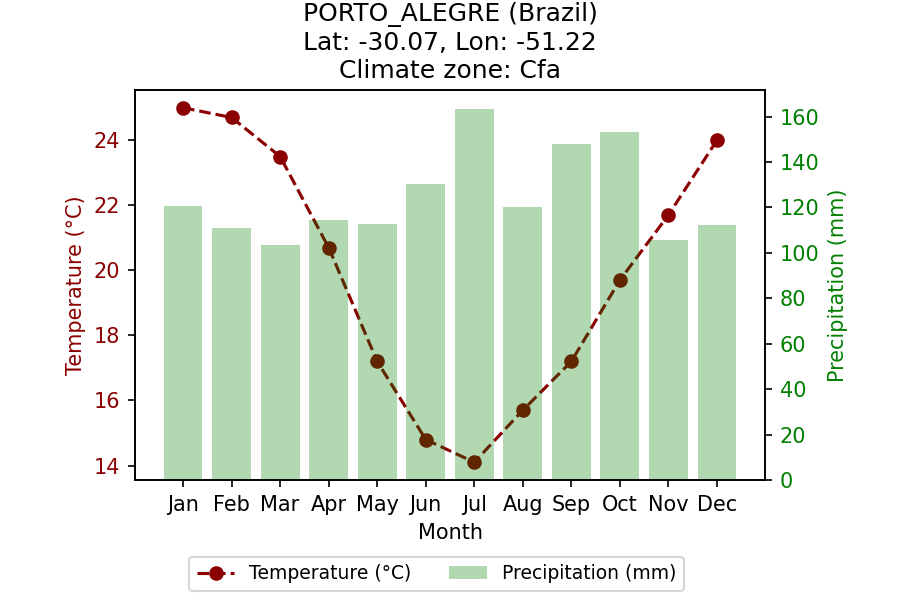 PORTO_ALEGRE (Brazil)
Lat: -30.07, Lon: -51.22
Climate zone: Cfa
Temperature (°C)
24
22
20
18
16
14
160
140
120
100
80
60
40
20
0
Precipitation (mm)
Jan Feb Mar Apr May Jun Jul Aug Sep Oct Nov Dec
Month
Temperature (°C) Precipitation (mm)